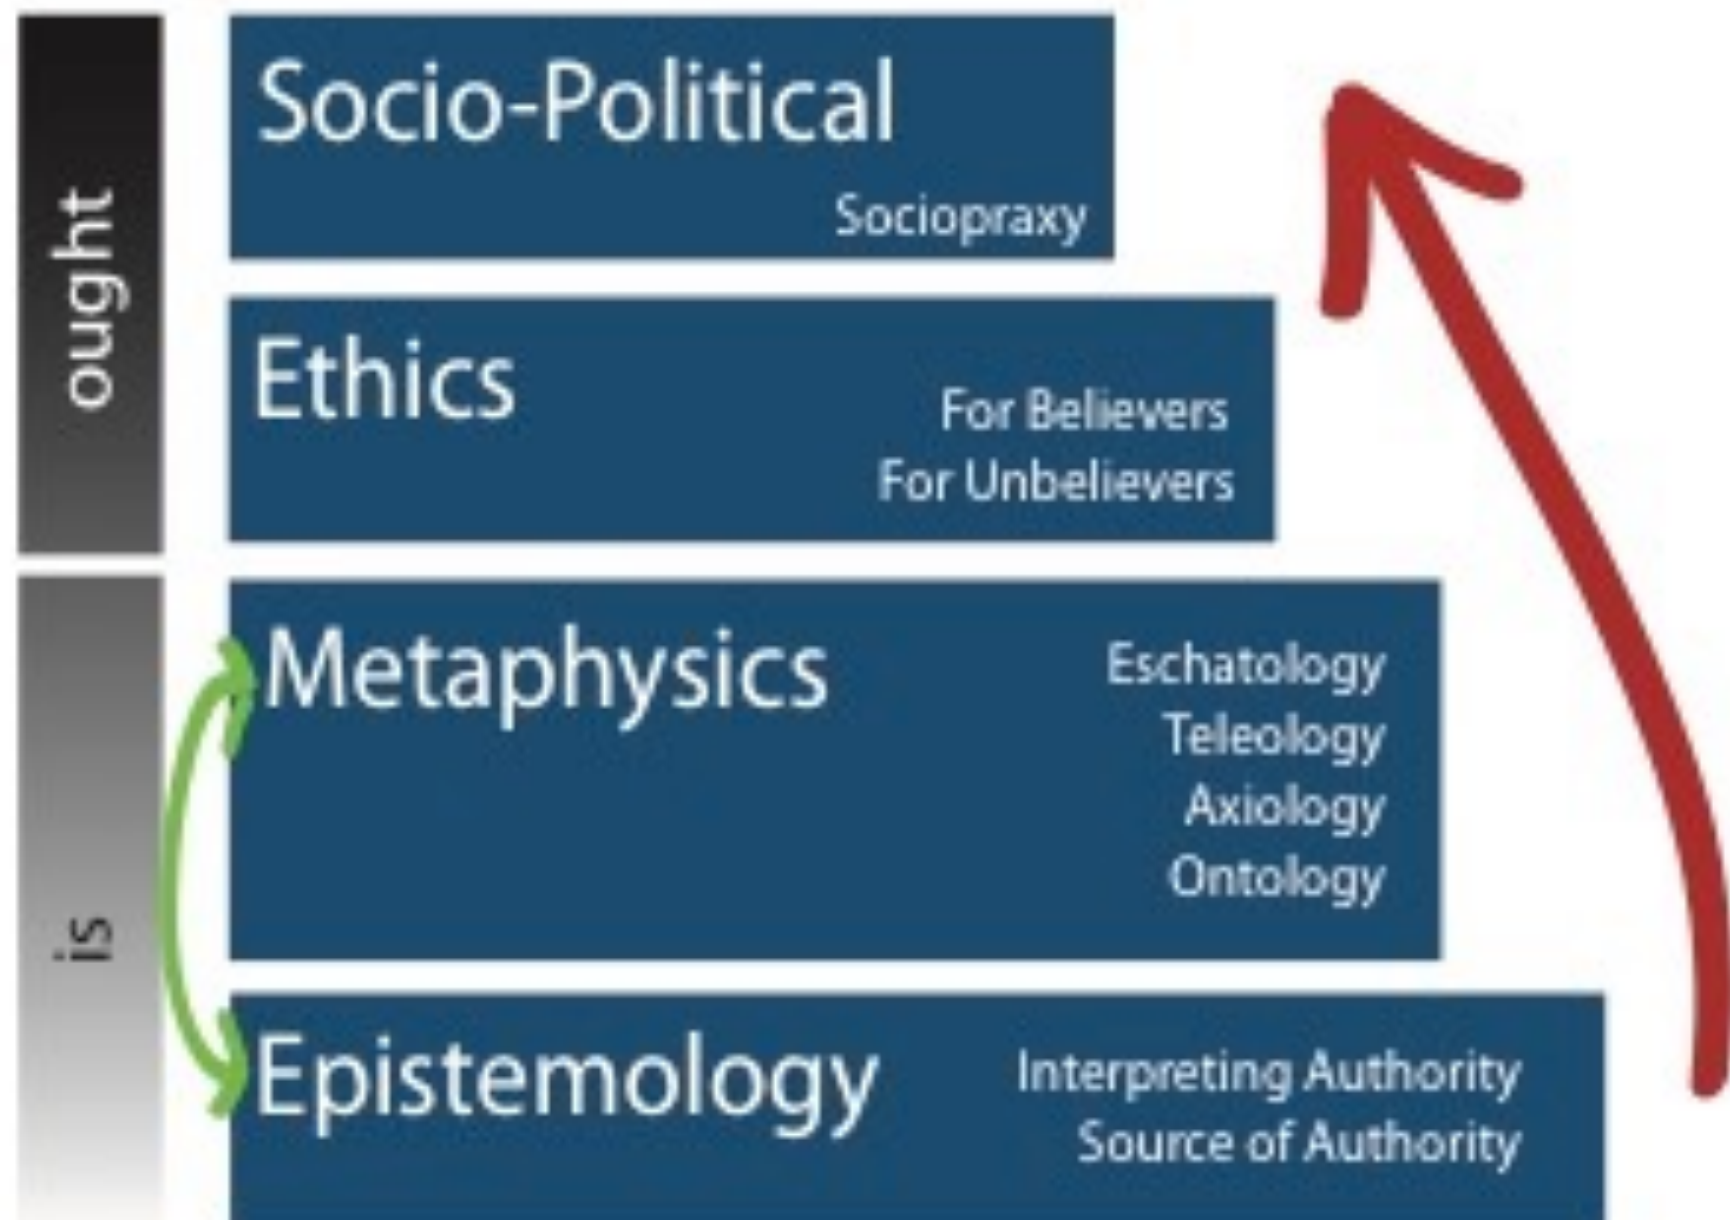 ought
Socio-Political
Sociopraxy
Ethics
For Believers
For Unbelievers
is
Metaphysics
Eschatology
Teleology
Axiology
Ontology
Epistemology
Interpreting Authority
Source of Authority